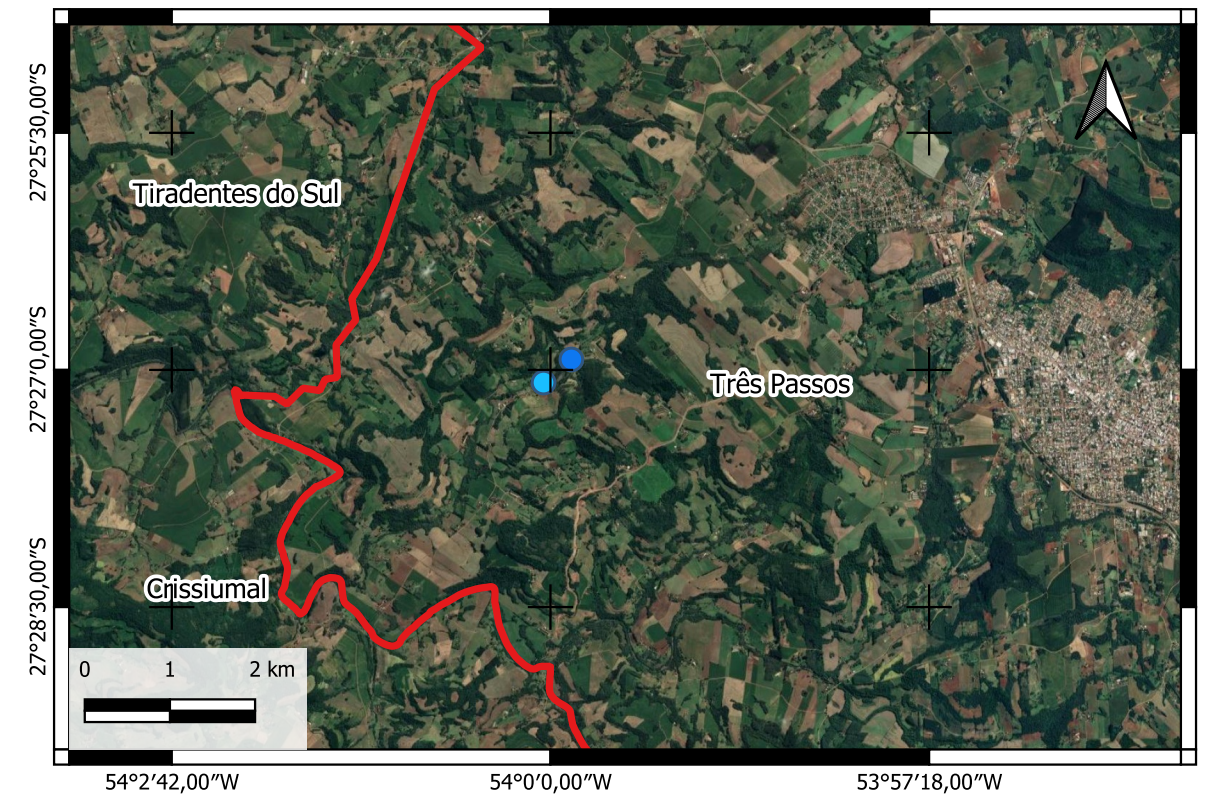 27°25′30,00″S
Tiradentes do Sul
27°27′0,00″S
Três Passos
27°28′30,00″S
Crissiumal
0 1 2 km
54°2′42,00″W 54°0′0,00″W 53°57′18,00″W